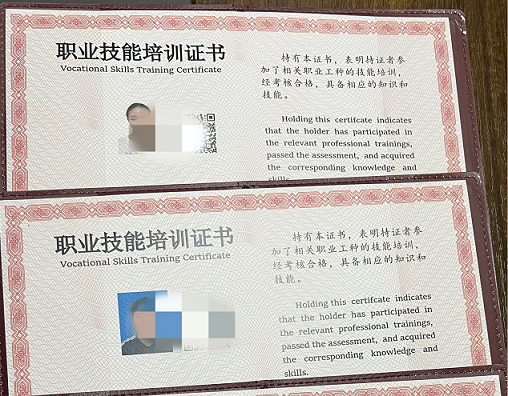 职业技能培训证书
Vocational Skills Training Certificate
持有本证书，表明持证者参
加了相关职业工种的技能培训，
经考核合格，具备相应的知识和
技能。
Holding this certifcate indicates
that the holder has participated in
the relevant professional trainings,
passed the assessment, and acquired
the corresponding knowledge and
skills.
职业技能培训证书
Vocational Skills Training Certificate
持有本证书，表明持证者参
加了相关职业工种的技能培训，
经考核合格，具备相应的知识和
技能。
Holding this certifcate indicates
that the holder has participated in
the relevant professional trainings,
passed the assessment, and acquired
the corresponding knowledge and
skills.